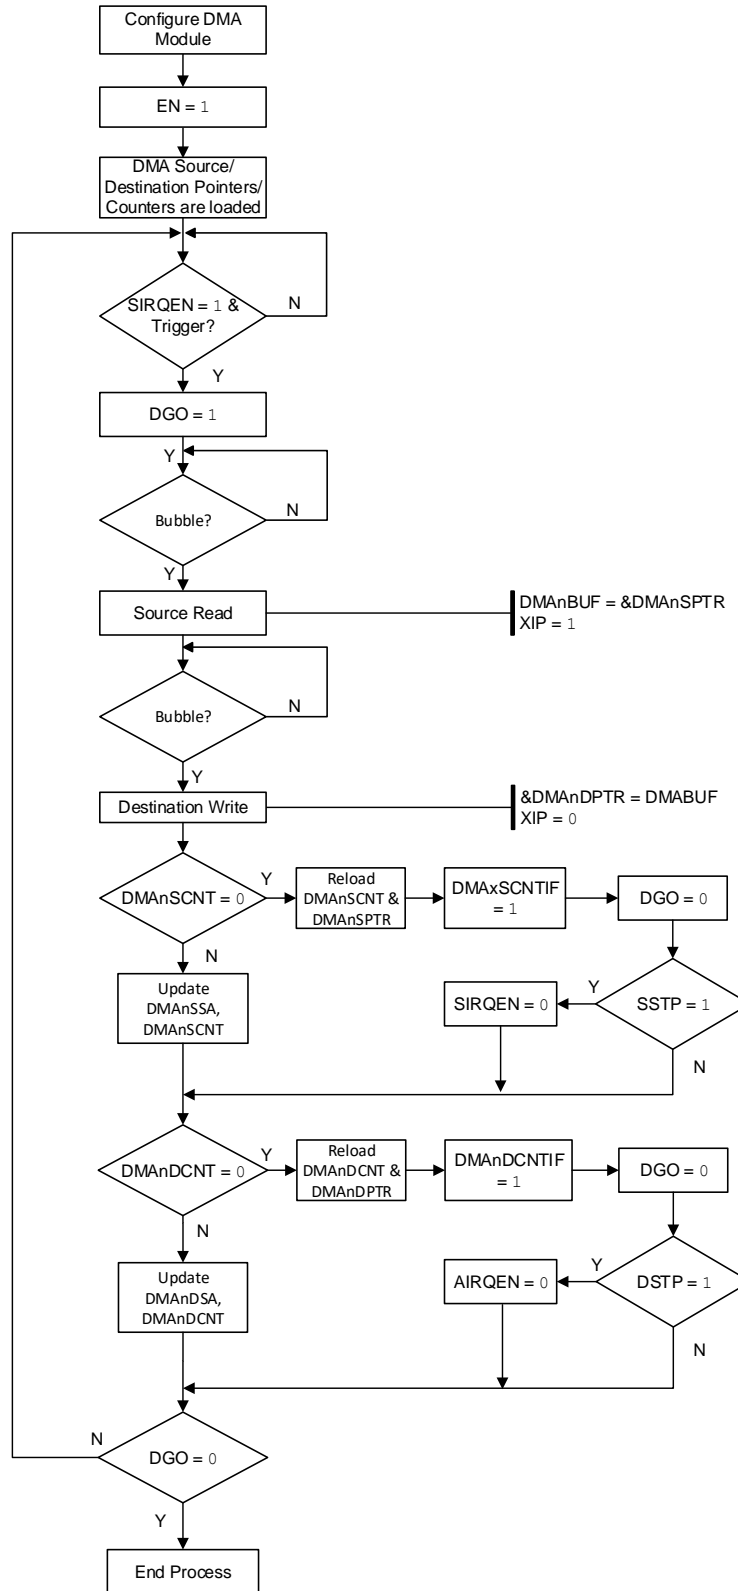 Configure DMA
Module
EN = 1
DMA Source/
Destination Pointers/
Counters are loaded
SIRQEN = 1 &
Trigger?
N
Y
DGO = 1
Y
Bubble?
N
Y
Source Read
DMAnBUF = &DMAnSPTR
XIP = 1
Bubble?
N
Y
Destination Write
&DMAnDPTR = DMABUF
XIP = 0
DMAnSCNT = 0
Y
Reload
DMAnSCNT &
DMAnSPTR
DMAxSCNTIF
= 1
DGO = 0
N
Update
DMAnSSA,
DMAnSCNT
SIRQEN = 0
Y
SSTP = 1
N
DMAnDCNT = 0
Y
Reload
DMAnDCNT &
DMAnDPTR
DMAnDCNTIF
= 1
DGO = 0
N
Update
DMAnDSA,
DMAnDCNT
AIRQEN = 0
Y
DSTP = 1
N
N
DGO = 0
Y
End Process